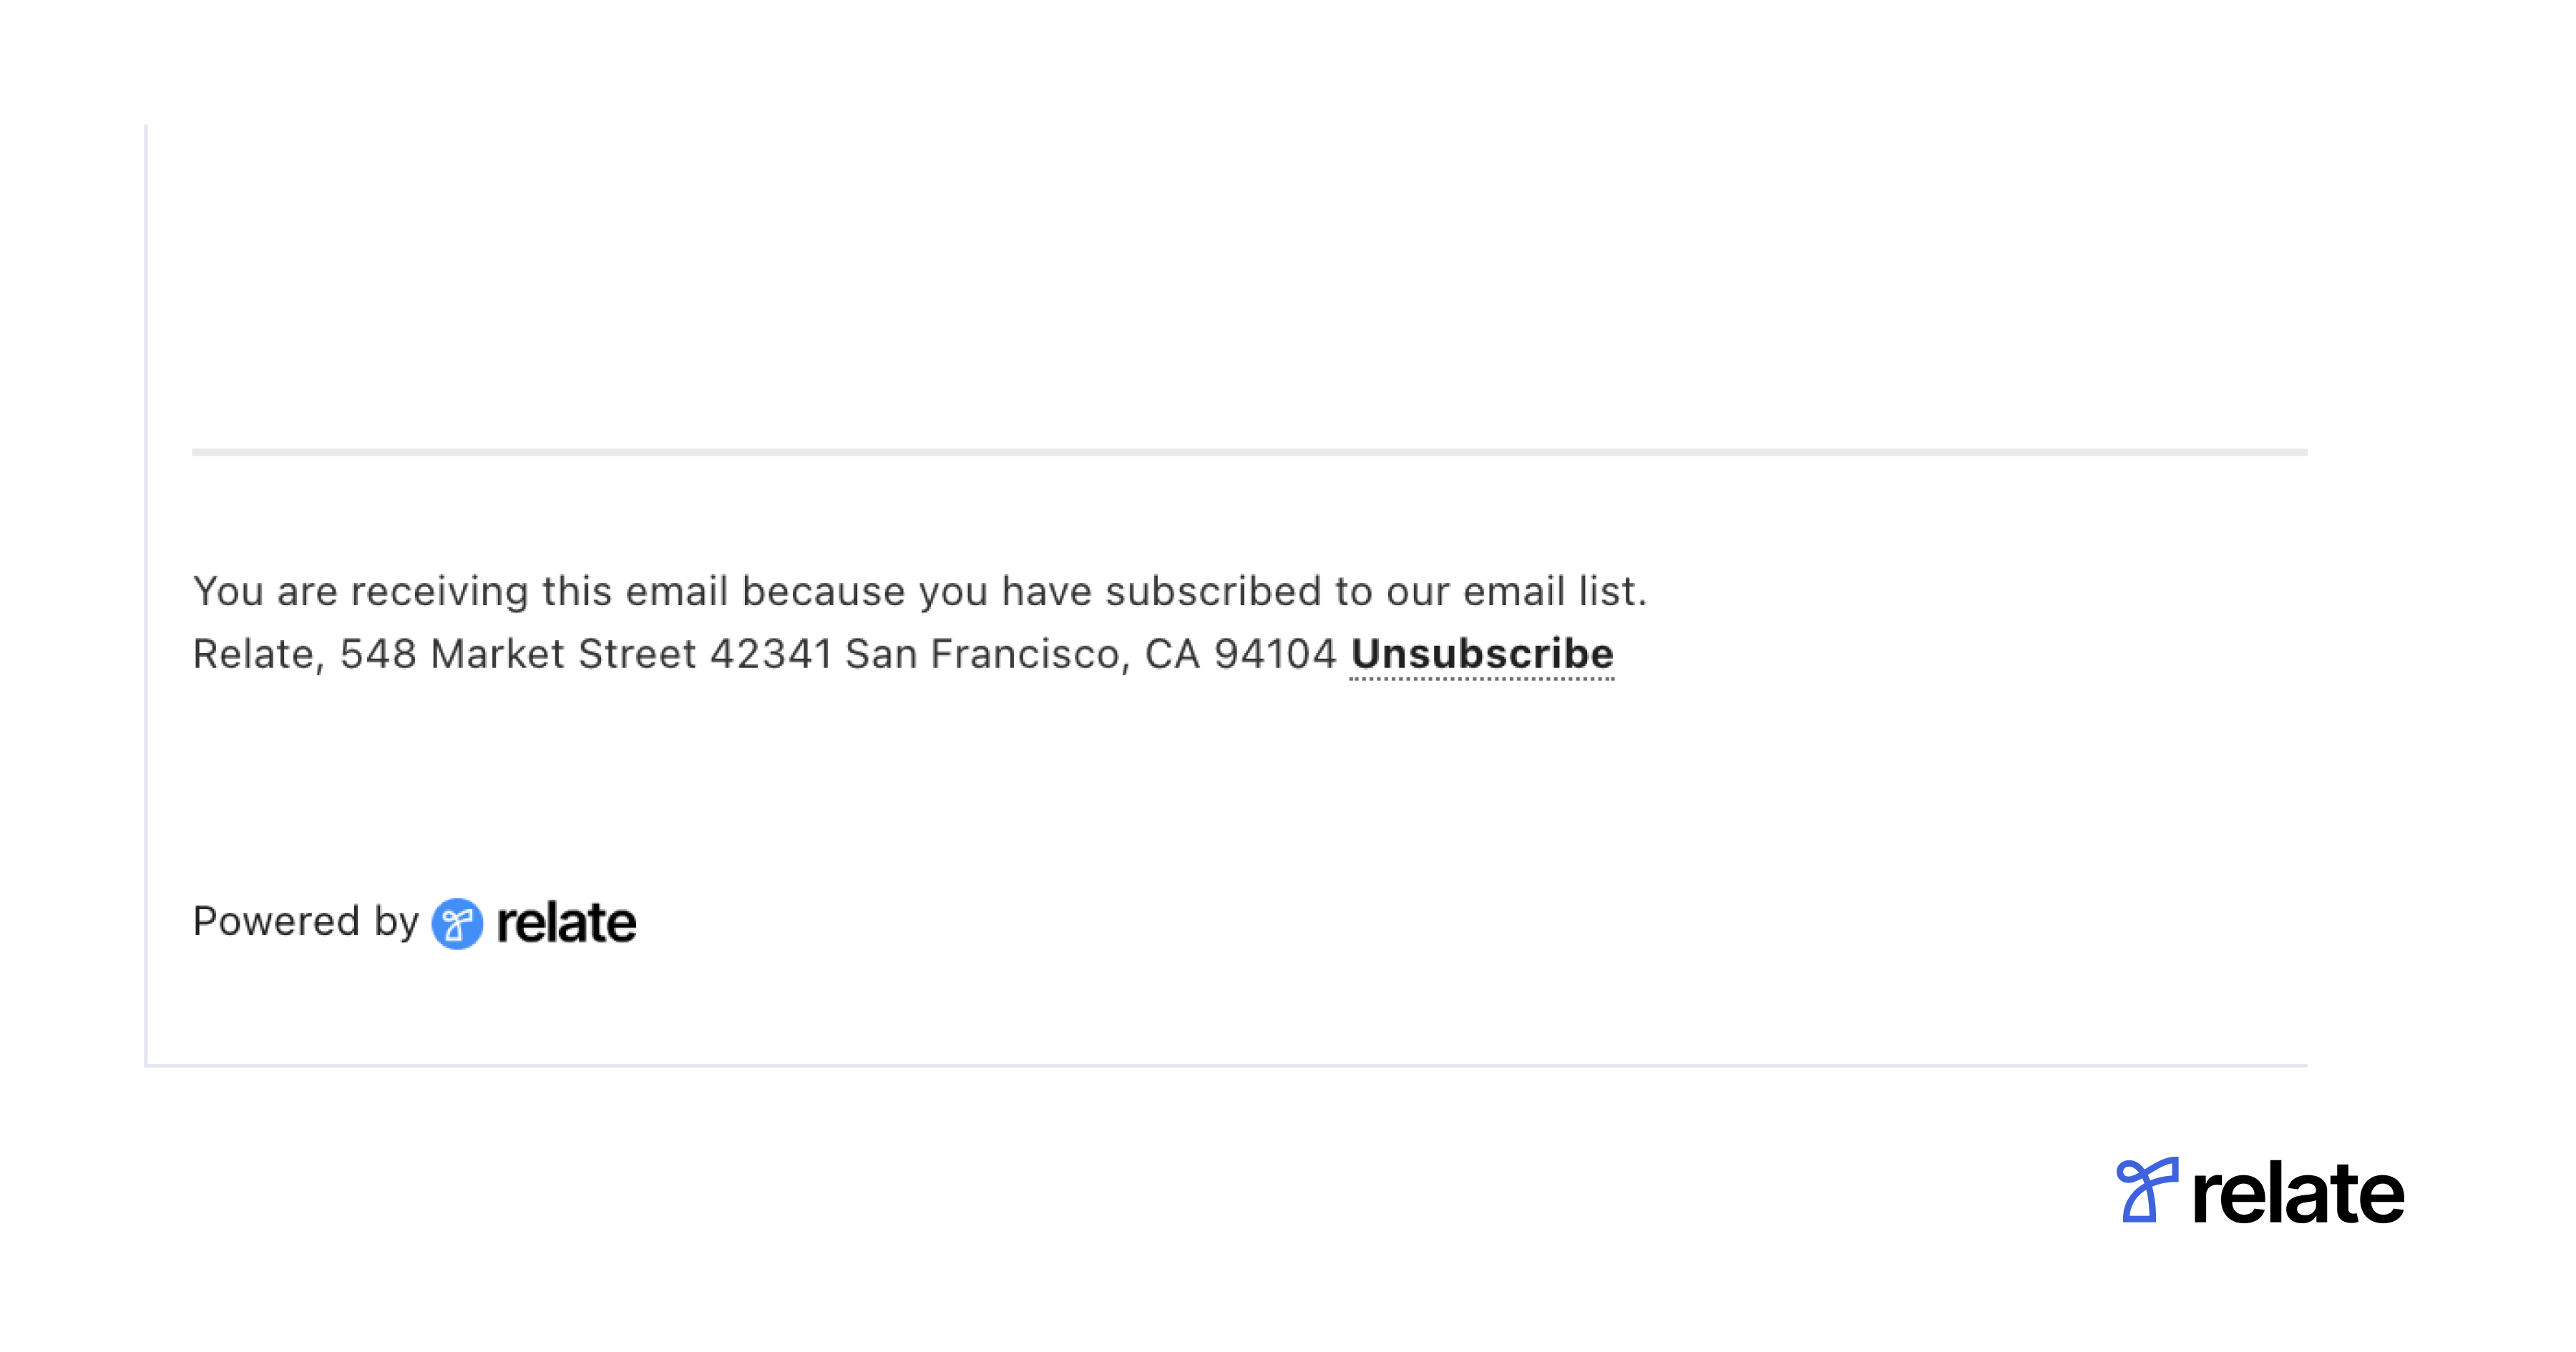 You are receiving this email because you have subscribed to our email list.
Relate, 548 Market Street 42341 San Francisco, CA 94104 Unsubscribe
Powered by relate
relate